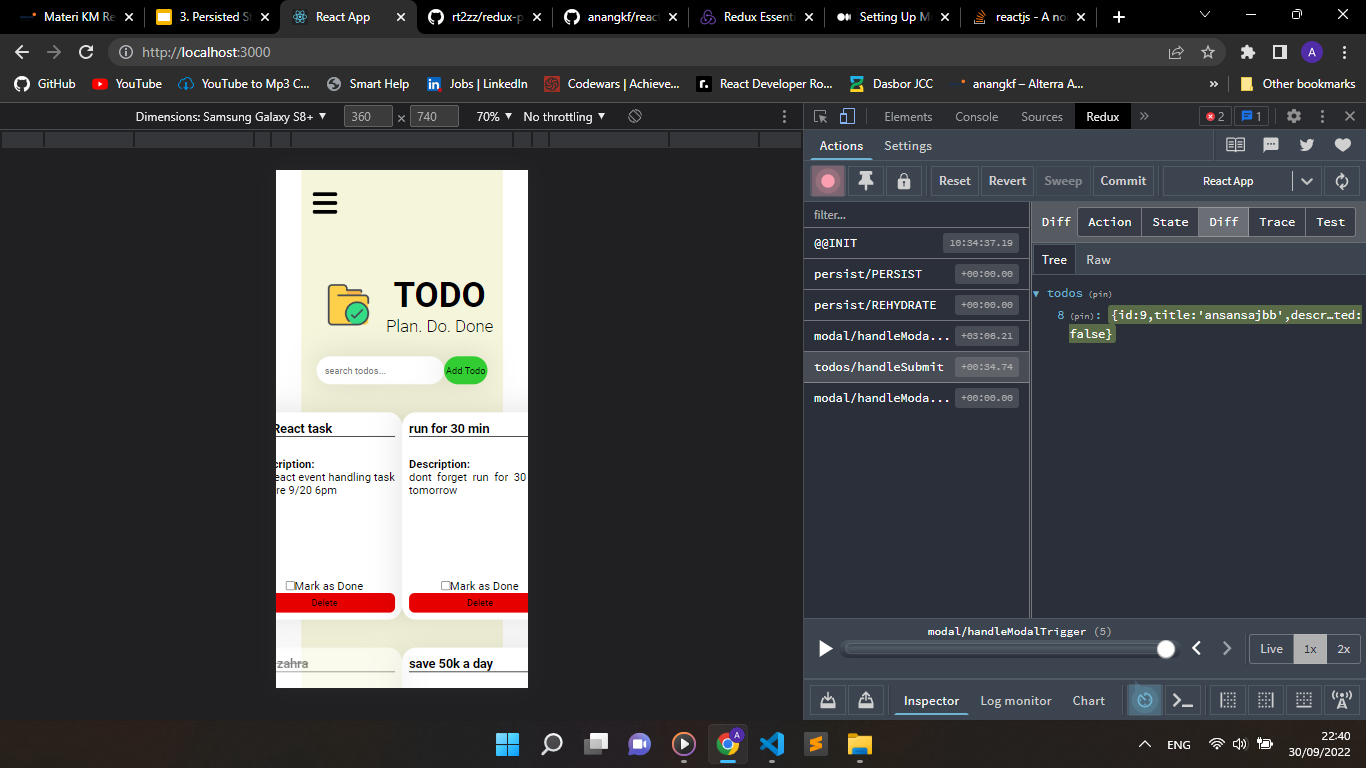 Materi KM Re
3. Persisted S
React App
rt2zz/redux-p
anangkf/reac
Redux Essenti
Setting Up M
reactjs - A no
http://localhost:3000
A
GitHub
YouTube
YouTube to Mp3 C...
Smart Help
Jobs | LinkedIn
Codewars | Achieve...
React Developer Ro...
Dasbor JCC
anangkf – Alterra A...
»
Other bookmarks
Dimensions: Samsung Galaxy S8+
360
×
740
70%
No throttling
Elements
Console
Sources
Redux
»
2
1
Actions
Settings
Reset
Revert
Sweep
Commit
React App
filter...
@@INIT
10:34:37.19
persist/PERSIST
+00:00.00
persist/REHYDRATE
+00:00.00
modal/handleModa...
+03:06.21
todos/handleSubmit
+00:34.74
modal/handleModa...
+00:00.00
Diff
Action
State
Diff
Trace
Test
Tree
Raw
todos (pin)
8 (pin): {id:9,title:'ansansajbb',descr…ted:
false}
TODO
Plan. Do. Done
search todos...
Add Todo
React task
run for 30 min
cription:
Description:
eact event handling task
dont forget run for 30
re 9/20 6pm
tomorrow
Mark as Done
Mark as Done
Delete
Delete
zahra
save 50k a day
modal/handleModalTrigger (5)
Live
1x
2x
Inspector
Log monitor
Chart
A
ENG
22:40
30/09/2022